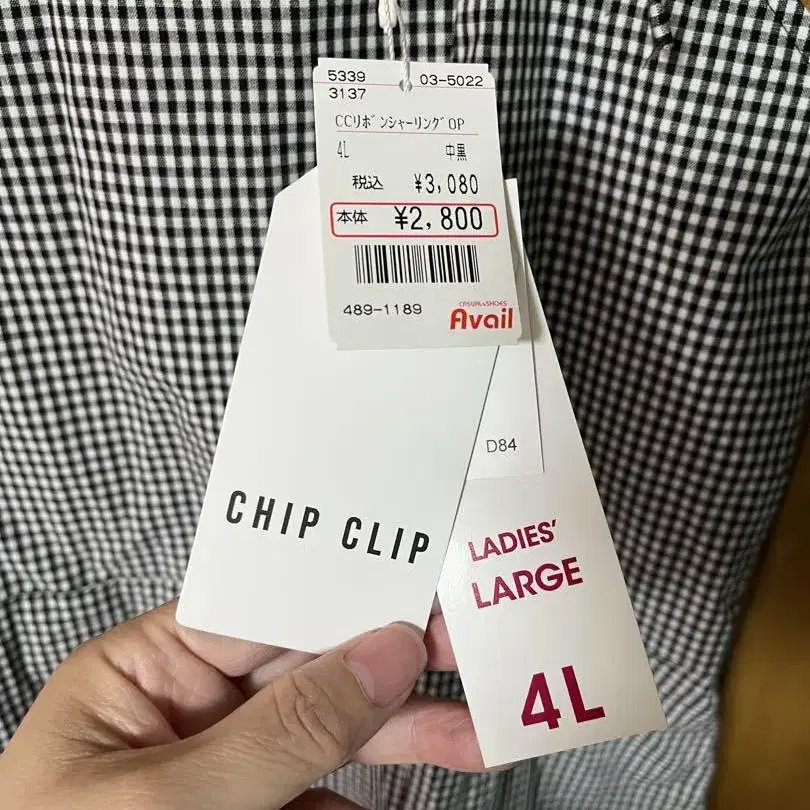 5339 03-5022
3137
CCﾘﾎﾞﾝｼｬｰﾘﾝｸﾞOP
4L 中黒
税込 ¥3,080
本体 ¥2,800
489-1189
CASUAL&SHOES
Avail
D84
CHIP CLIP
LADIES'
LARGE
4L